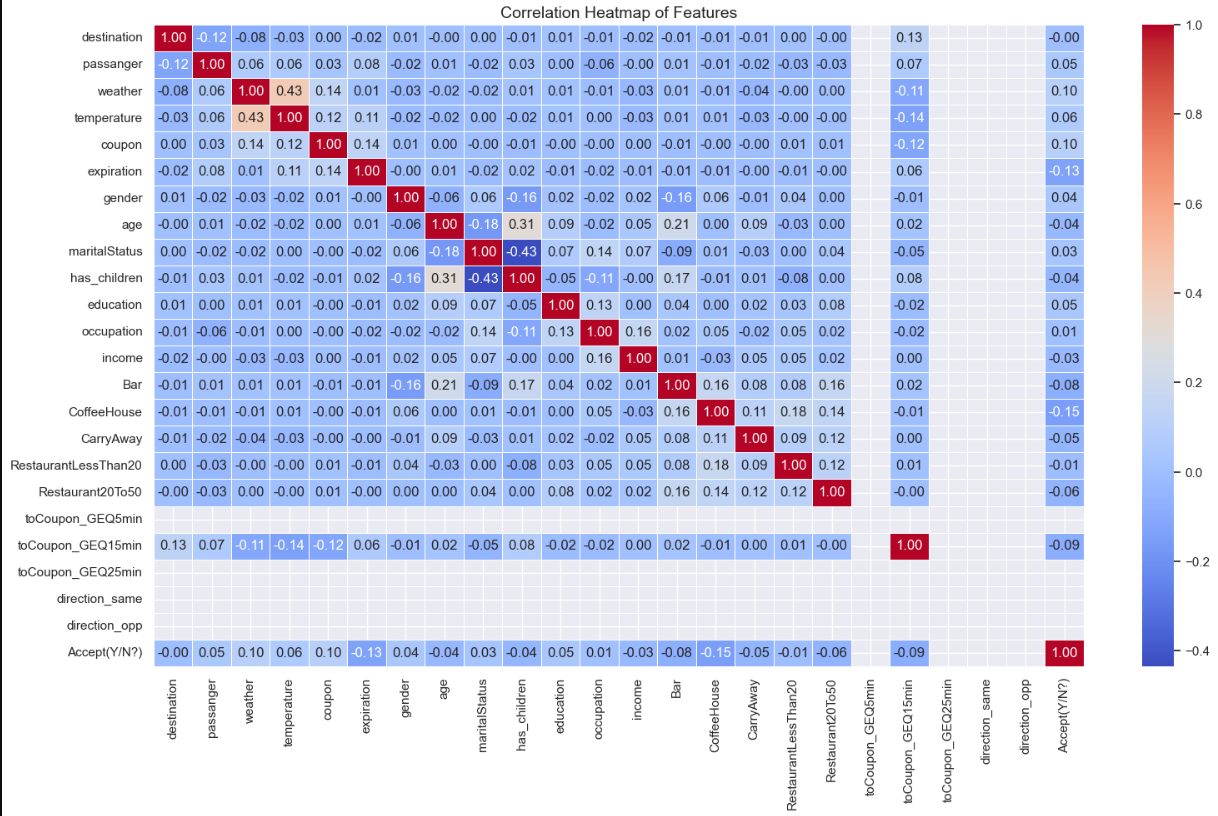 Correlation Heatmap of Features
destination 1.00 -0.12 -0.08 -0.03 0.00 -0.02 0.01 -0.00 0.00 -0.01 0.01 -0.01 -0.02 -0.01 -0.01 -0.01 0.00 -0.00 0.13 -0.00
passanger -0.12 1.00 0.06 0.06 0.03 0.08 -0.02 0.01 -0.02 0.03 0.00 -0.06 -0.00 0.01 -0.01 -0.02 -0.03 -0.03 0.07 0.05
weather -0.08 0.06 1.00 0.43 0.14 0.01 -0.03 -0.02 -0.02 0.01 0.01 -0.01 -0.03 0.01 -0.01 -0.04 -0.00 0.00 -0.11 0.10
temperature -0.03 0.06 0.43 1.00 0.12 0.11 -0.02 -0.02 0.00 -0.02 0.01 0.00 -0.03 0.01 0.01 -0.03 -0.00 -0.00 -0.14 0.06
coupon 0.00 0.03 0.14 0.12 1.00 0.14 0.01 0.00 -0.00 -0.01 -0.00 -0.00 0.00 -0.01 -0.00 -0.00 0.01 0.01 -0.12 0.10
expiration -0.02 0.08 0.01 0.11 0.14 1.00 -0.00 0.01 -0.02 0.02 0.01 -0.02 -0.01 -0.01 -0.01 -0.00 -0.01 0.00 0.06 -0.13
gender 0.01 -0.02 -0.03 -0.02 0.01 -0.00 1.00 -0.06 0.06 -0.16 0.02 -0.02 0.02 -0.16 0.06 -0.01 0.04 0.00 -0.01 0.04
age -0.00 0.01 -0.02 -0.02 0.00 0.01 -0.06 1.00 -0.18 0.31 0.09 -0.02 0.05 0.21 0.00 0.09 -0.03 0.00 0.02 -0.04
maritalStatus 0.00 -0.02 -0.02 0.00 -0.00 -0.02 0.06 -0.18 1.00 -0.43 0.07 0.14 0.07 -0.09 0.01 -0.03 0.00 0.04 -0.05 0.03
has_children -0.01 0.03 0.01 -0.02 -0.01 0.02 -0.16 0.31 -0.43 1.00 -0.05 -0.11 -0.00 0.17 -0.01 0.01 -0.08 0.00 0.08 -0.04
education 0.01 0.00 0.01 0.01 -0.00 0.01 0.02 0.09 0.07 -0.05 1.00 0.13 0.00 0.04 -0.00 0.02 0.03 0.08 -0.02 0.05
occupation -0.01 -0.06 -0.01 0.00 -0.00 -0.02 -0.02 -0.02 0.14 -0.11 0.13 1.00 0.16 0.02 0.05 -0.02 0.05 0.02 -0.02 0.01
income -0.02 -0.00 -0.03 -0.03 0.00 -0.01 0.02 0.05 0.07 -0.00 0.00 0.16 1.00 0.01 -0.03 0.05 0.05 0.02 0.00 -0.03
Bar -0.01 0.01 0.01 0.01 -0.01 -0.01 -0.16 0.21 -0.09 0.17 0.04 0.02 0.01 1.00 0.16 0.08 0.08 0.16 0.02 -0.08
CoffeeHouse -0.01 -0.01 -0.01 0.01 -0.00 -0.01 0.06 0.00 0.01 -0.01 -0.00 0.05 -0.03 0.16 1.00 0.11 0.18 0.14 -0.01 -0.15
CarryAway -0.01 -0.02 -0.04 -0.03 -0.00 -0.00 -0.01 0.09 -0.03 0.01 0.02 -0.02 0.05 0.08 0.11 1.00 0.09 0.12 0.00 -0.05
RestaurantLessThan20 0.00 -0.03 -0.00 -0.00 0.01 -0.01 0.04 -0.03 0.00 -0.08 0.03 0.05 0.05 0.08 0.18 0.09 1.00 0.12 0.01 -0.01
Restaurant20To50 -0.00 -0.03 0.00 -0.00 0.01 0.00 0.00 0.00 0.04 0.00 0.08 0.02 0.02 0.16 0.14 0.12 0.12 1.00 -0.00 -0.06
toCoupon_GEQ5min
toCoupon_GEQ15min 0.13 0.07 -0.11 -0.14 -0.12 0.06 -0.01 0.02 -0.05 0.08 -0.02 -0.02 0.00 0.02 -0.01 0.00 0.01 -0.00 1.00 -0.09
toCoupon_GEQ25min
direction_same
direction_opp
Accept(Y/N?) -0.00 0.05 0.10 0.06 0.10 -0.13 0.04 -0.04 0.03 -0.04 0.05 0.01 -0.03 -0.08 -0.15 -0.05 -0.01 -0.06 -0.09 1.00
destination
passanger
weather
temperature
coupon
expiration
gender
age
maritalStatus
has_children
education
occupation
income
Bar
CoffeeHouse
CarryAway
RestaurantLessThan20
Restaurant20To50
toCoupon_GEQ5min
toCoupon_GEQ15min
toCoupon_GEQ25min
direction_same
direction_opp
Accept(Y/N?)
1.0
0.8
0.6
0.4
0.2
0.0
−0.2
−0.4